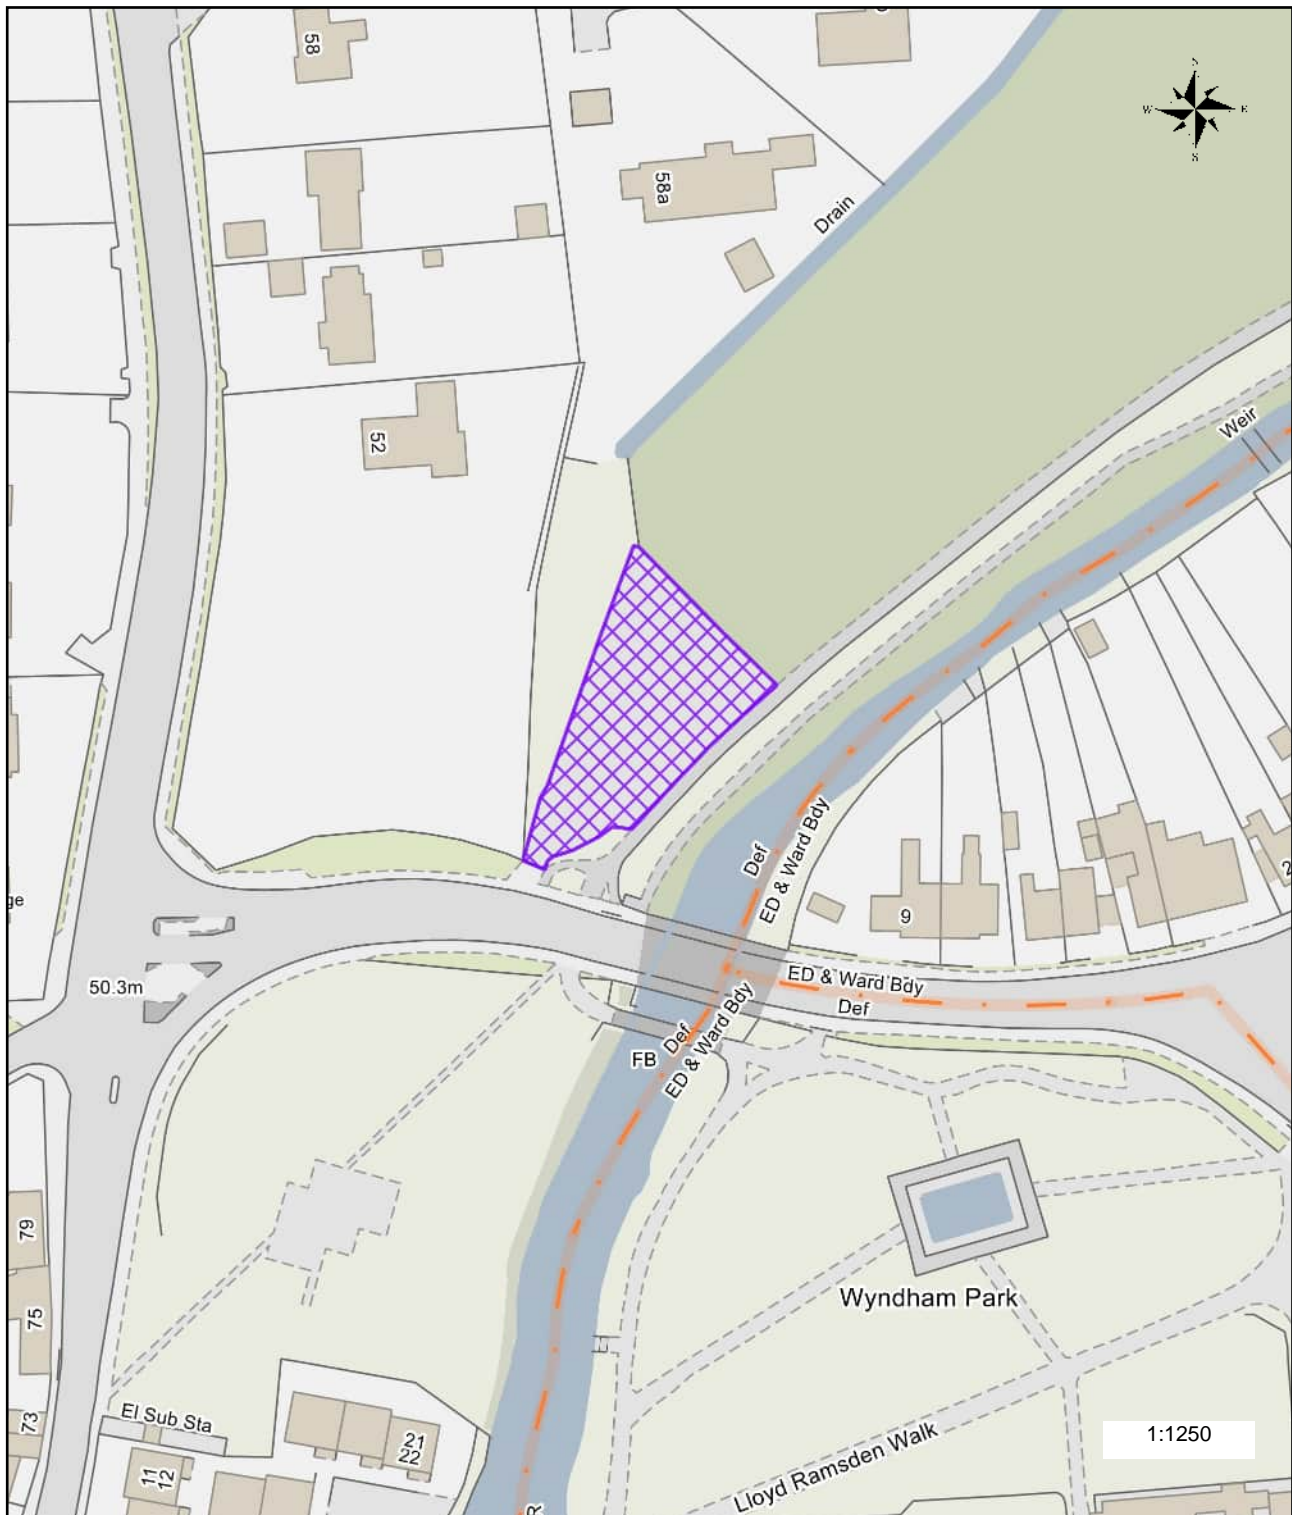 58
S
W
E
S
58a
Drain
52
Weir
Def
ED & Ward Bdy
9
ge
50.3m
ED & Ward Bdy
Def
Def
ED & Ward Bdy
FB
79
75
73
Wyndham Park
El Sub Sta
21
22
11
12
Lloyd Ramsden Walk
1:1250
R
2